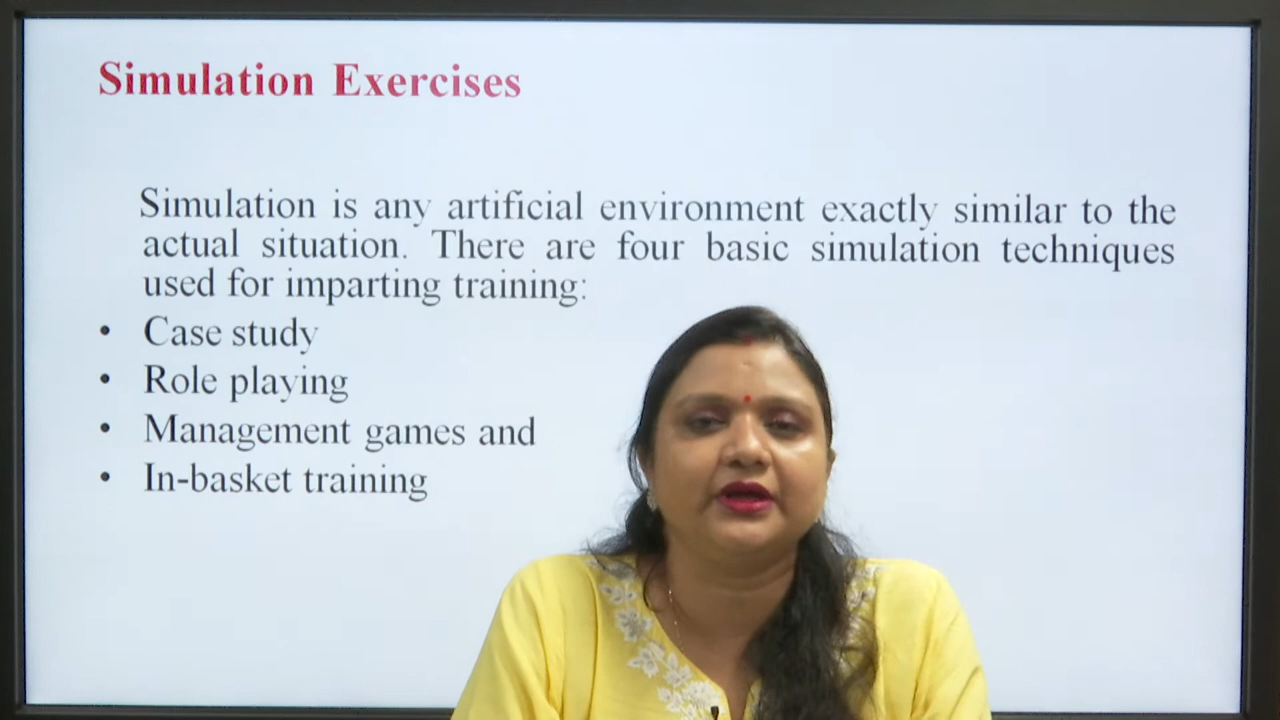 Simulation Exercises
Simulation is any artificial environment exactly similar to the
actual situation. There are four basic simulation techniques
used for imparting training:
• Case study
• Role playing
• Management games and
• In-basket training